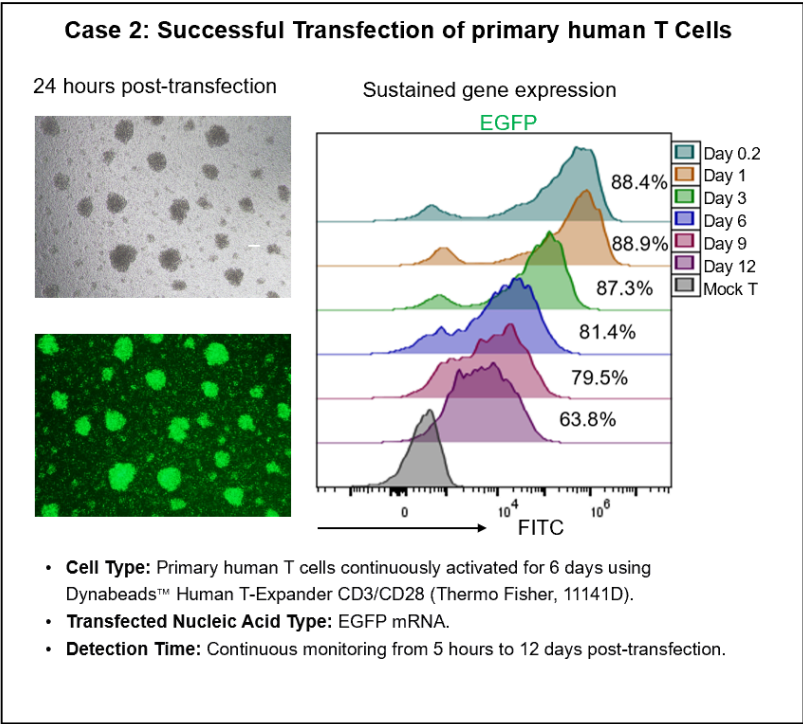 Case 2: Successful Transfection of primary human T Cells
24 hours post-transfection
Sustained gene expression
EGFP
88.4%
88.9%
87.3%
81.4%
79.5%
63.8%
Day 0.2
Day 1
Day 3
Day 6
Day 9
Day 12
Mock T
0
10⁴
10⁶
FITC
• Cell Type: Primary human T cells continuously activated for 6 days using
Dynabeads™ Human T-Expander CD3/CD28 (Thermo Fisher, 11141D).
• Transfected Nucleic Acid Type: EGFP mRNA.
• Detection Time: Continuous monitoring from 5 hours to 12 days post-transfection.